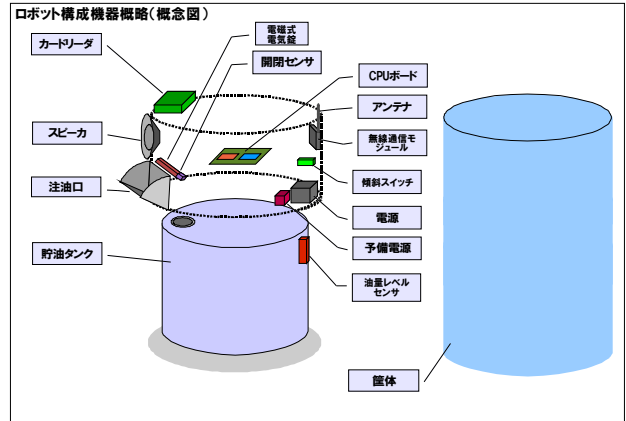 ロボット構成機器概略(概念図)
カードリーダ
電磁式
電気錠
開閉センサ
CPUボード
アンテナ
スピーカ
無線通信モ
ジュール
傾斜スイッチ
注油口
電源
予備電源
貯油タンク
油量レベル
センサ
筐体